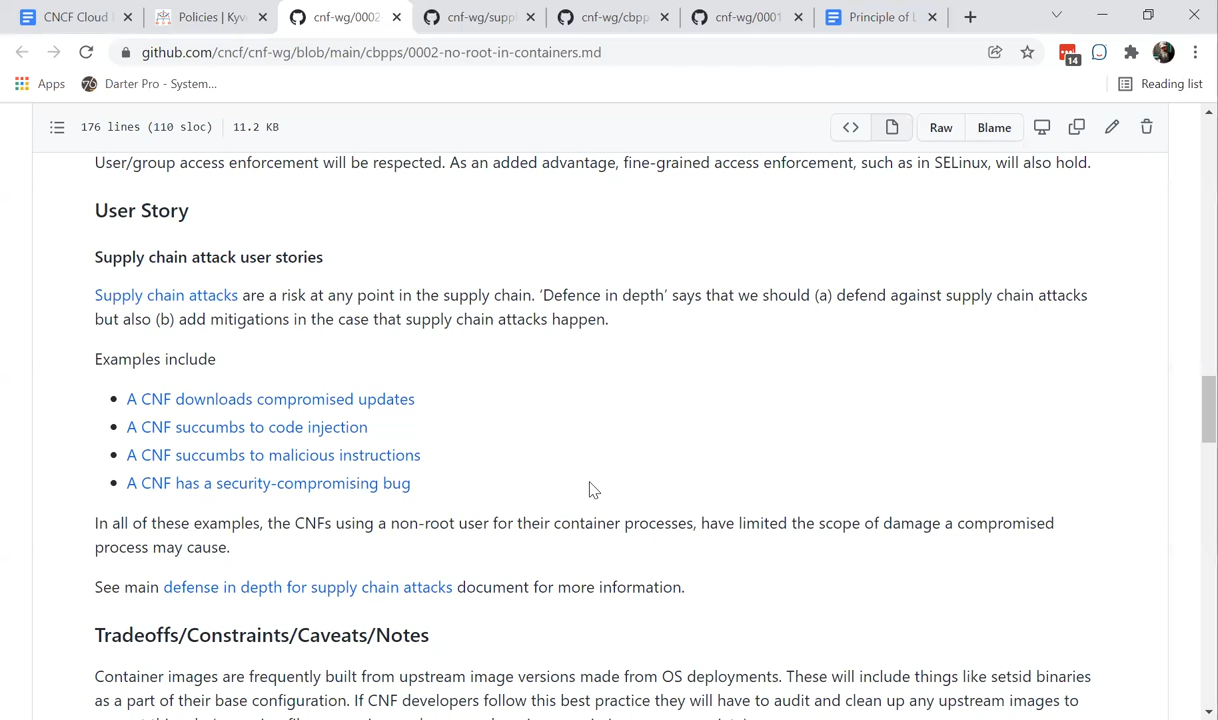 CNCF Cloud
Policies | Kyve
cnf-wg/0002
cnf-wg/suppl
cnf-wg/cbpp
cnf-wg/0001
Principle of L
github.com/cncf/cnf-wg/blob/main/cbpps/0002-no-root-in-containers.md
14
Apps
Darter Pro - System...
Reading list
176 lines (110 sloc) 11.2 KB
Raw
Blame
User/group access enforcement will be respected. As an added advantage, fine-grained access enforcement, such as in SELinux, will also hold.
User Story
Supply chain attack user stories
Supply chain attacks are a risk at any point in the supply chain. ‘Defence in depth’ says that we should (a) defend against supply chain attacks
but also (b) add mitigations in the case that supply chain attacks happen.
Examples include
• A CNF downloads compromised updates
• A CNF succumbs to code injection
• A CNF succumbs to malicious instructions
• A CNF has a security-compromising bug
In all of these examples, the CNFs using a non-root user for their container processes, have limited the scope of damage a compromised
process may cause.
See main defense in depth for supply chain attacks document for more information.
Tradeoffs/Constraints/Caveats/Notes
Container images are frequently built from upstream image versions made from OS deployments. These will include things like setsid binaries
as a part of their base configuration. If CNF developers follow this best practice they will have to audit and clean up any upstream images to